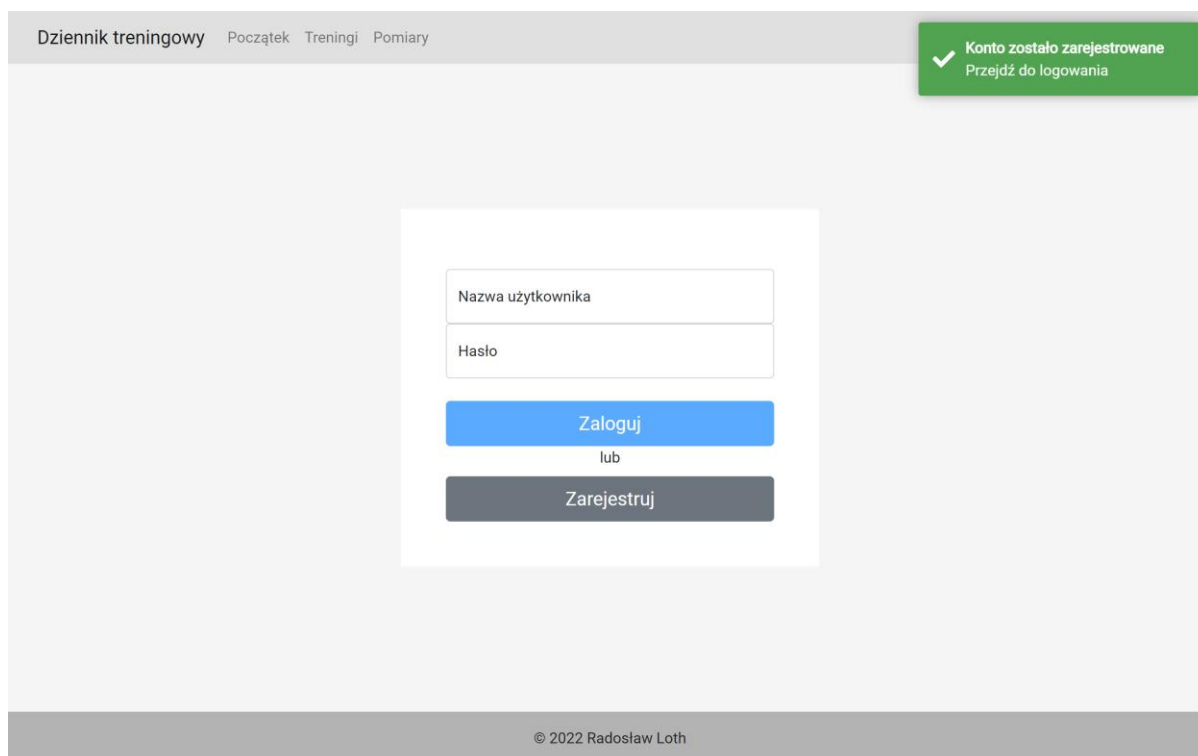 Dziennik treningowy Początek Treningi Pomiary
Konto zostało zarejestrowane
Przejdź do logowania
Nazwa użytkownika
Hasło
Zaloguj
lub
Zarejestruj
© 2022 Radosław Loth